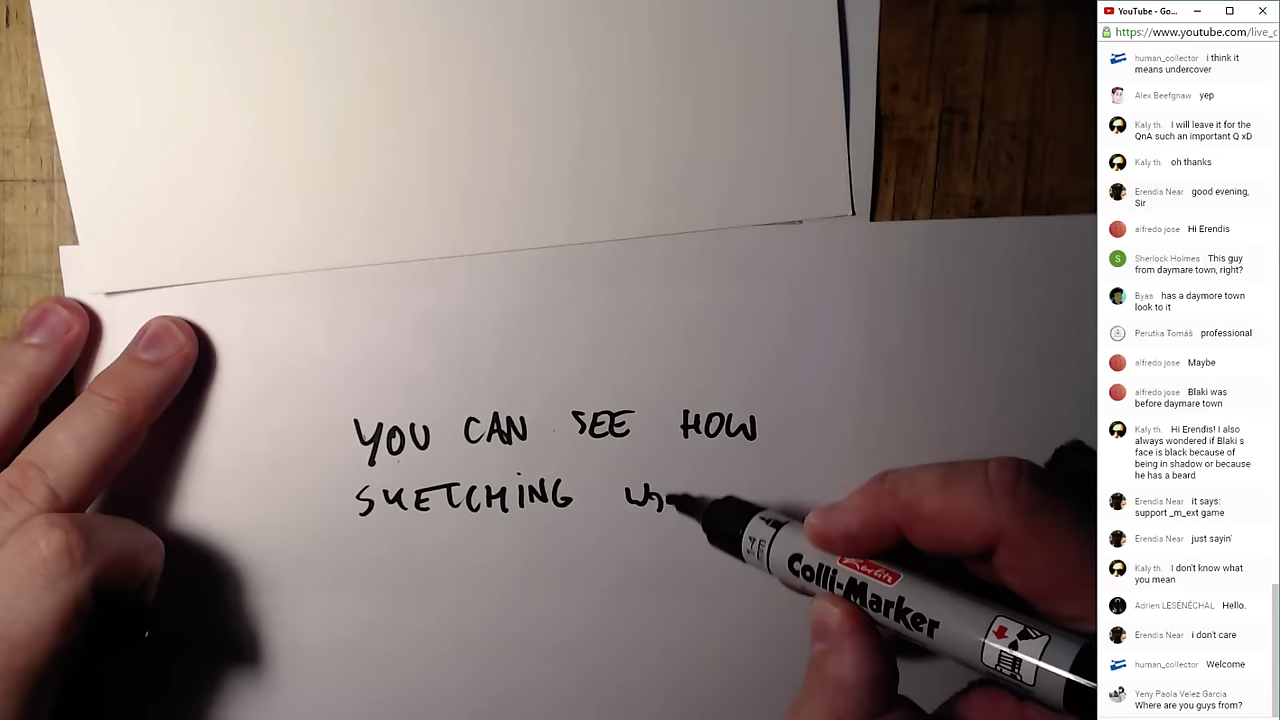 YOU CAN SEE HOW
SKETCHING
Herlitz
Colli-Marker
YouTube - Go...
https://www.youtube.com/live_c
human_collector i think it
means undercover
Alex Beefgnaw yep
Kaly th. I will leave it for the
QnA such an important Q xD
Kaly th. oh thanks
Erendis Near good evening,
Sir
alfredo jose Hi Erendis
S
Sherlock Holmes This guy
from daymare town, right?
Byas has a daymore town
look to it
Perutka Tomáš professional
alfredo jose Maybe
alfredo jose Blaki was
before daymare town
Kaly th. Hi Erendis! I also
always wondered if Blaki s
face is black because of
being in shadow or because
he has a beard
Erendis Near it says:
support _m_ext game
Erendis Near just sayin'
Kaly th. I don't know what
you mean
Adrien LESÉNÉCHAL Hello.
Erendis Near i don't care
human_collector Welcome
Yeny Paola Velez Garcia
Where are you guys from?